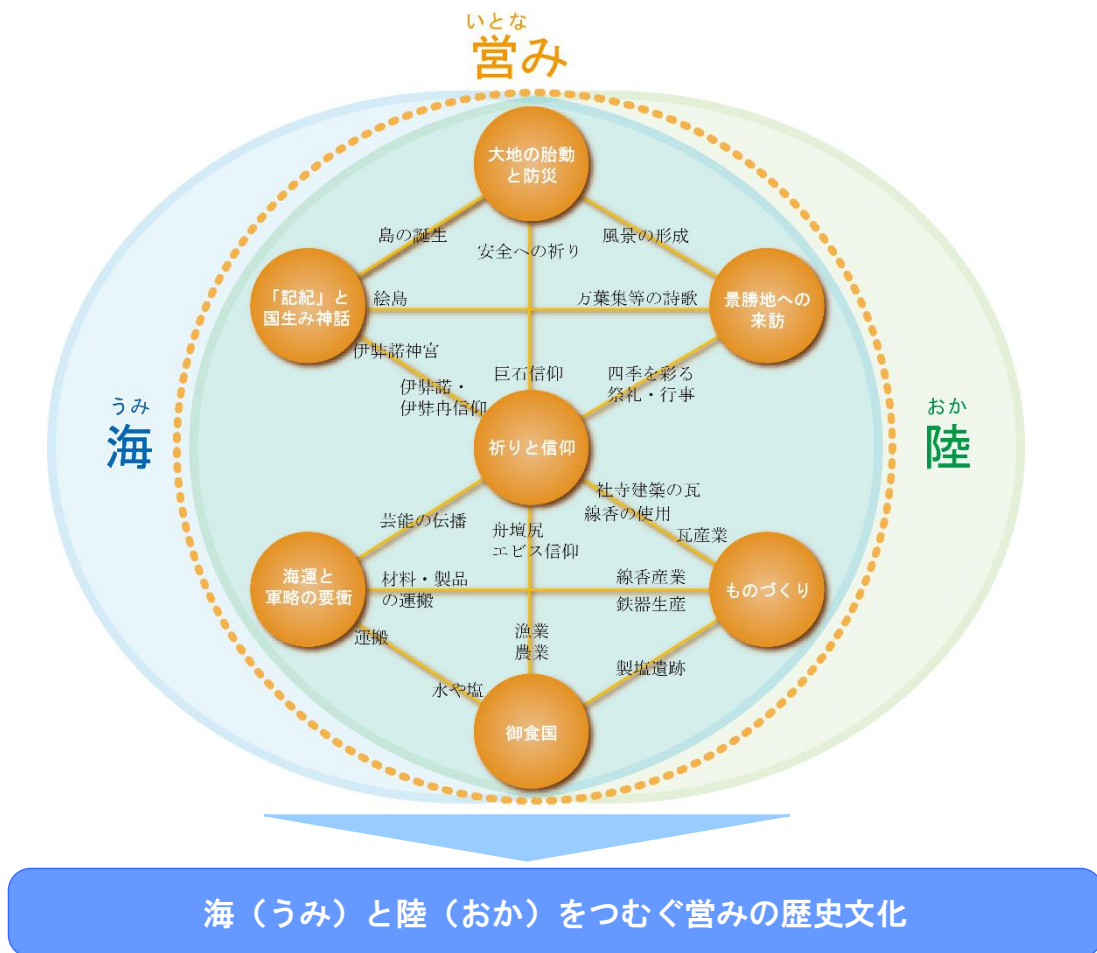 いとな
営み
大地の胎動
と防災
島の誕生
安全への祈り
風景の形成
「記紀」と
国生み神話
絵島
万葉集等の詩歌
景勝地への
来訪
伊弉諾神宮
伊弉諾・
伊弉冉信仰
巨石信仰
四季を彩る
祭礼・行事
うみ
海
おか
陸
祈りと信仰
芸能の伝播
舟壇尻
エビス信仰
社寺建築の瓦
線香の使用
瓦産業
海運と
軍略の要衝
材料・製品
の運搬
線香産業
鉄器生産
ものづくり
運搬
漁業
農業
製塩遺跡
水や塩
御食国
海（うみ）と陸（おか）をつむぐ営みの歴史文化